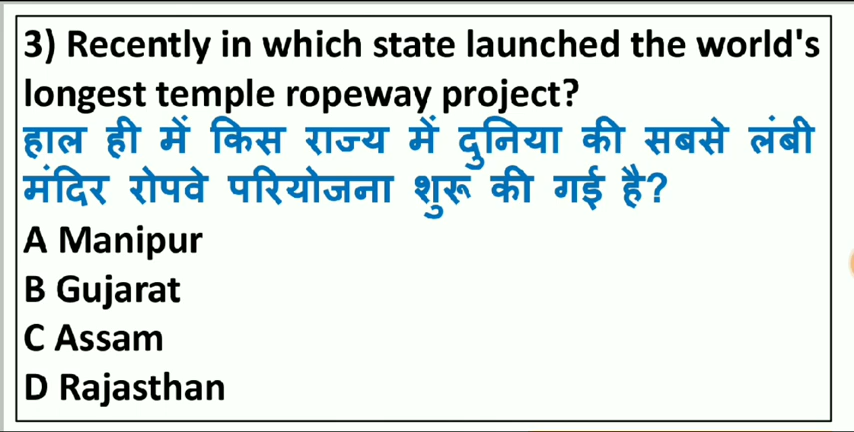 3) Recently in which state launched the world's
longest temple ropeway project?
हाल ही में किस राज्य में दुनिया की सबसे लंबी
मंदिर रोपवे परियोजना शुरू की गई है?
A Manipur
B Gujarat
C Assam
D Rajasthan